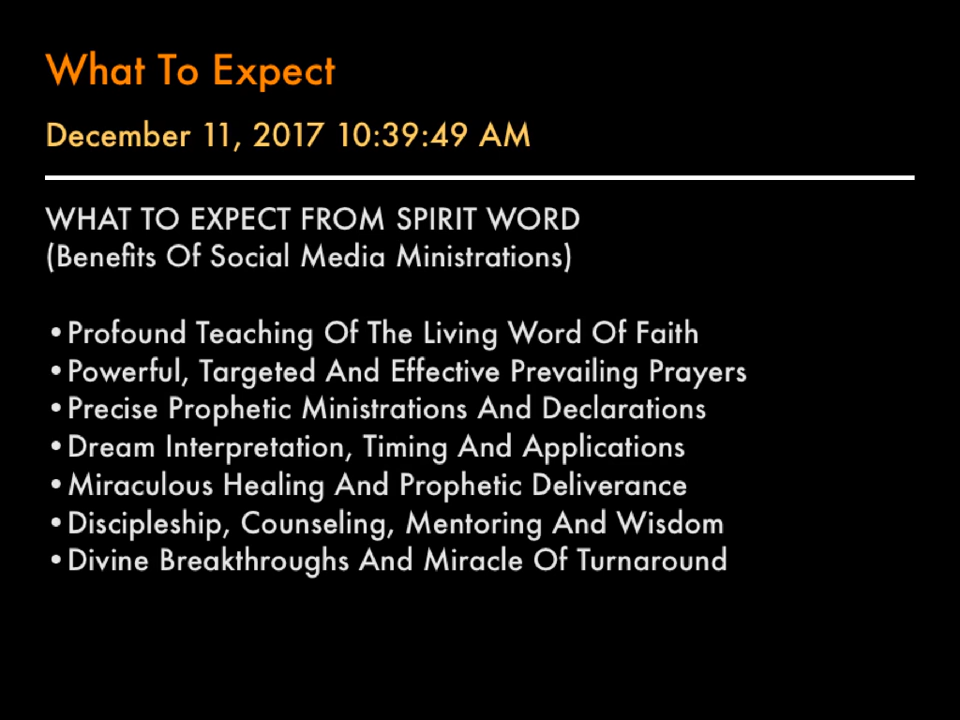 What To Expect
December 11, 2017 10:39:49 AM
WHAT TO EXPECT FROM SPIRIT WORD
(Benefits Of Social Media Ministrations)
•Profound Teaching Of The Living Word Of Faith
•Powerful, Targeted And Effective Prevailing Prayers
•Precise Prophetic Ministrations And Declarations
•Dream Interpretation, Timing And Applications
•Miraculous Healing And Prophetic Deliverance
•Discipleship, Counseling, Mentoring And Wisdom
•Divine Breakthroughs And Miracle Of Turnaround